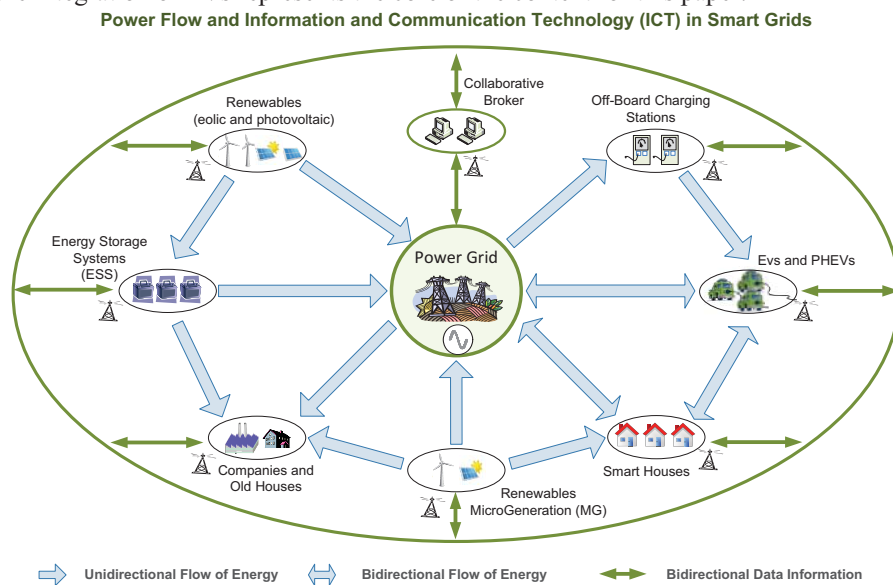 Power Flow and Information and Communication Technology (ICT) in Smart Grids
Collaborative
Broker
Renewables
(eolic and photovoltaic)
Off-Board Charging
Stations
Energy Storage
Systems
(ESS)
Power Grid
Evs and PHEVs
Companies and
Old Houses
Renewables
MicroGeneration (MG)
Smart Houses
Unidirectional Flow of Energy
Bidirectional Flow of Energy
Bidirectional Data Information